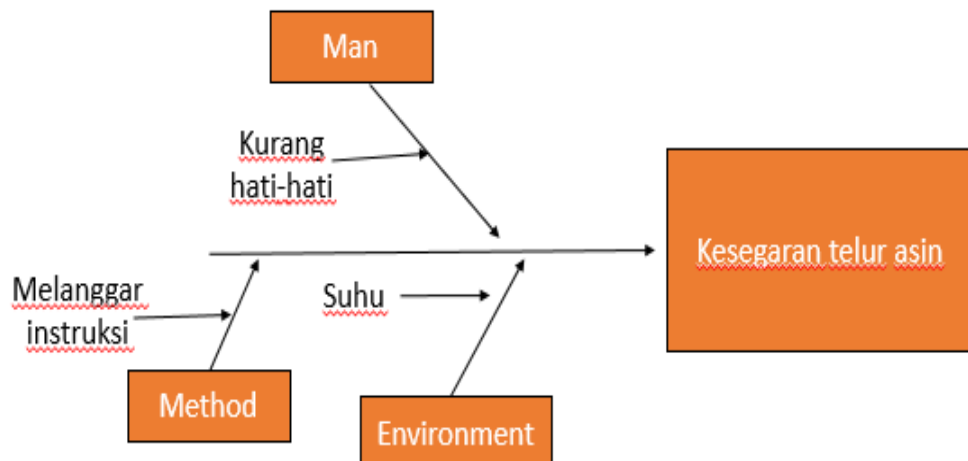 Man
Kurang
hati-hati
Kesegaran telur asin
Melanggar
instruksi
Suhu
Method
Environment